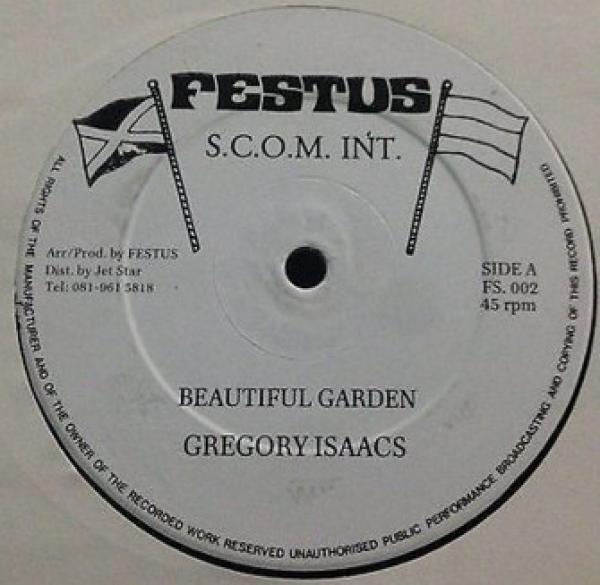 FESTUS
S.C.O.M. INT.
Arr/Prod. by FESTUS
Dist. by Jet Star
Tel: 081-961 5818
SIDE A
FS. 002
45 rpm
BEAUTIFUL GARDEN
GREGORY ISAACS
ALL RIGHTS OF THE MANUFACTURER AND OF THE OWNER OF THE RECORDED WORK RESERVED UNAUTHORISED PUBLIC PERFORMANCE BROADCASTING AND COPYING OF THIS RECORD PROHIBITED